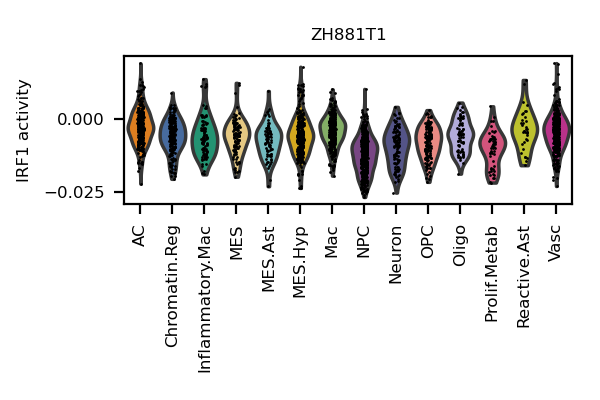 ZH881T1
IRF1 activity
0.000
−0.025
AC
Chromatin.Reg
Inflammatory.Mac
MES
MES.Ast
MES.Hyp
Mac
NPC
Neuron
OPC
Oligo
Prolif.Metab
Reactive.Ast
Vasc